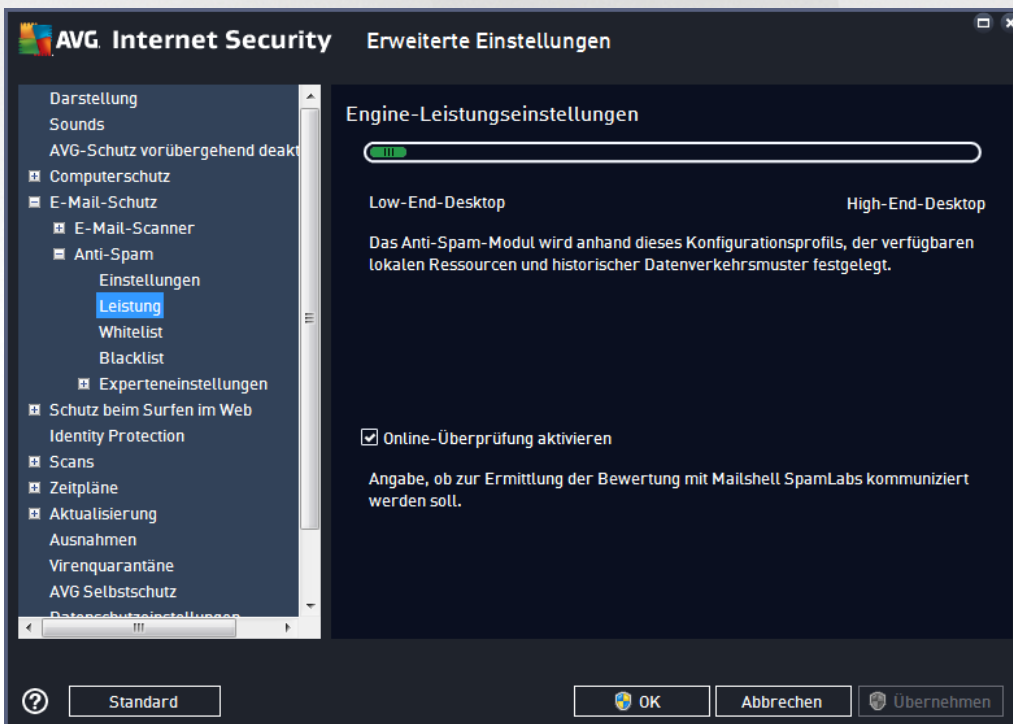 AVG. Internet Security
Erweiterte Einstellungen
Darstellung
Sounds
AVG-Schutz vorübergehend deakt
Computerschutz
E-Mail-Schutz
E-Mail-Scanner
Anti-Spam
Einstellungen
Leistung
Whitelist
Blacklist
Experteneinstellungen
Schutz beim Surfen im Web
Identity Protection
Scans
Zeitpläne
Aktualisierung
Ausnahmen
Virenquarantäne
AVG Selbstschutz
Datenschutzeinstellungen
Engine-Leistungseinstellungen
Low-End-Desktop
High-End-Desktop
Das Anti-Spam-Modul wird anhand dieses Konfigurationsprofils, der verfügbaren
lokalen Ressourcen und historischer Datenverkehrsmuster festgelegt.
Online-Überprüfung aktivieren
Angabe, ob zur Ermittlung der Bewertung mit Mailshell SpamLabs kommuniziert
werden soll.
?
Standard
OK
Abbrechen
Übernehmen